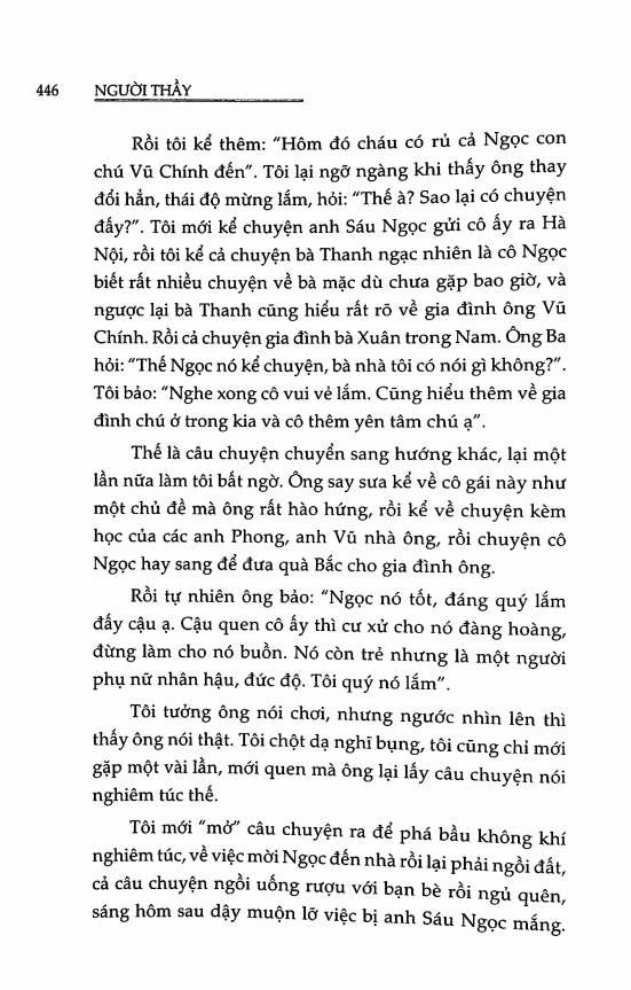 446 NGƯỜI THẦY
Rồi tôi kể thêm: “Hôm đó cháu có rủ cả Ngọc con
chú Vũ Chính đến”. Tôi lại ngỡ ngàng khi thấy ông thay
đổi hẳn, thái độ mừng lắm, hỏi: “Thế à? Sao lại có chuyện
đấy?”. Tôi mới kể chuyện anh Sáu Ngọc gửi cô ấy ra Hà
Nội, rồi tôi kể cả chuyện bà Thanh ngạc nhiên là cô Ngọc
biết rất nhiều chuyện về bà mặc dù chưa gặp bao giờ, và
ngược lại bà Thanh cũng hiểu rất rõ về gia đình ông Vũ
Chính. Rồi cả chuyện gia đình bà Xuân trong Nam. Ông Ba
hỏi: “Thế Ngọc nó kể chuyện, bà nhà tôi có nói gì không?”.
Tôi bảo: “Nghe xong cô vui vẻ lắm. Cũng hiểu thêm về gia
đình chú ở trong kia và cô thêm yên tâm chú ạ”.
Thế là câu chuyện chuyển sang hướng khác, lại một
lần nữa làm tôi bất ngờ. Ông say sưa kể về cô gái này như
một chủ đề mà ông rất hào hứng, rồi kể về chuyện kèm
học của các anh Phong, anh Vũ nhà ông, rồi chuyện cô
Ngọc hay sang để đưa quà Bắc cho gia đình ông.
Rồi tự nhiên ông bảo: “Ngọc nó tốt, đáng quý lắm
đấy cậu ạ. Cậu quen cô ấy thì cư xử cho nó đàng hoàng,
đừng làm cho nó buồn. Nó còn trẻ nhưng là một người
phụ nữ nhân hậu, đức độ. Tôi quý nó lắm”.
Tôi tưởng ông nói chơi, nhưng ngước nhìn lên thì
thấy ông nói thật. Tôi chột dạ nghĩ bụng, tôi cũng chỉ mới
gặp một vài lần, mới quen mà ông lại lấy câu chuyện nói
nghiêm túc thế.
Tôi mới “mở” câu chuyện ra để phá bầu không khí
nghiêm túc, về việc mời Ngọc đến nhà rồi lại phải ngồi đất,
cả câu chuyện ngồi uống rượu với bạn bè rồi ngủ quên,
sáng hôm sau dậy muộn lỡ việc bị anh Sáu Ngọc mắng.